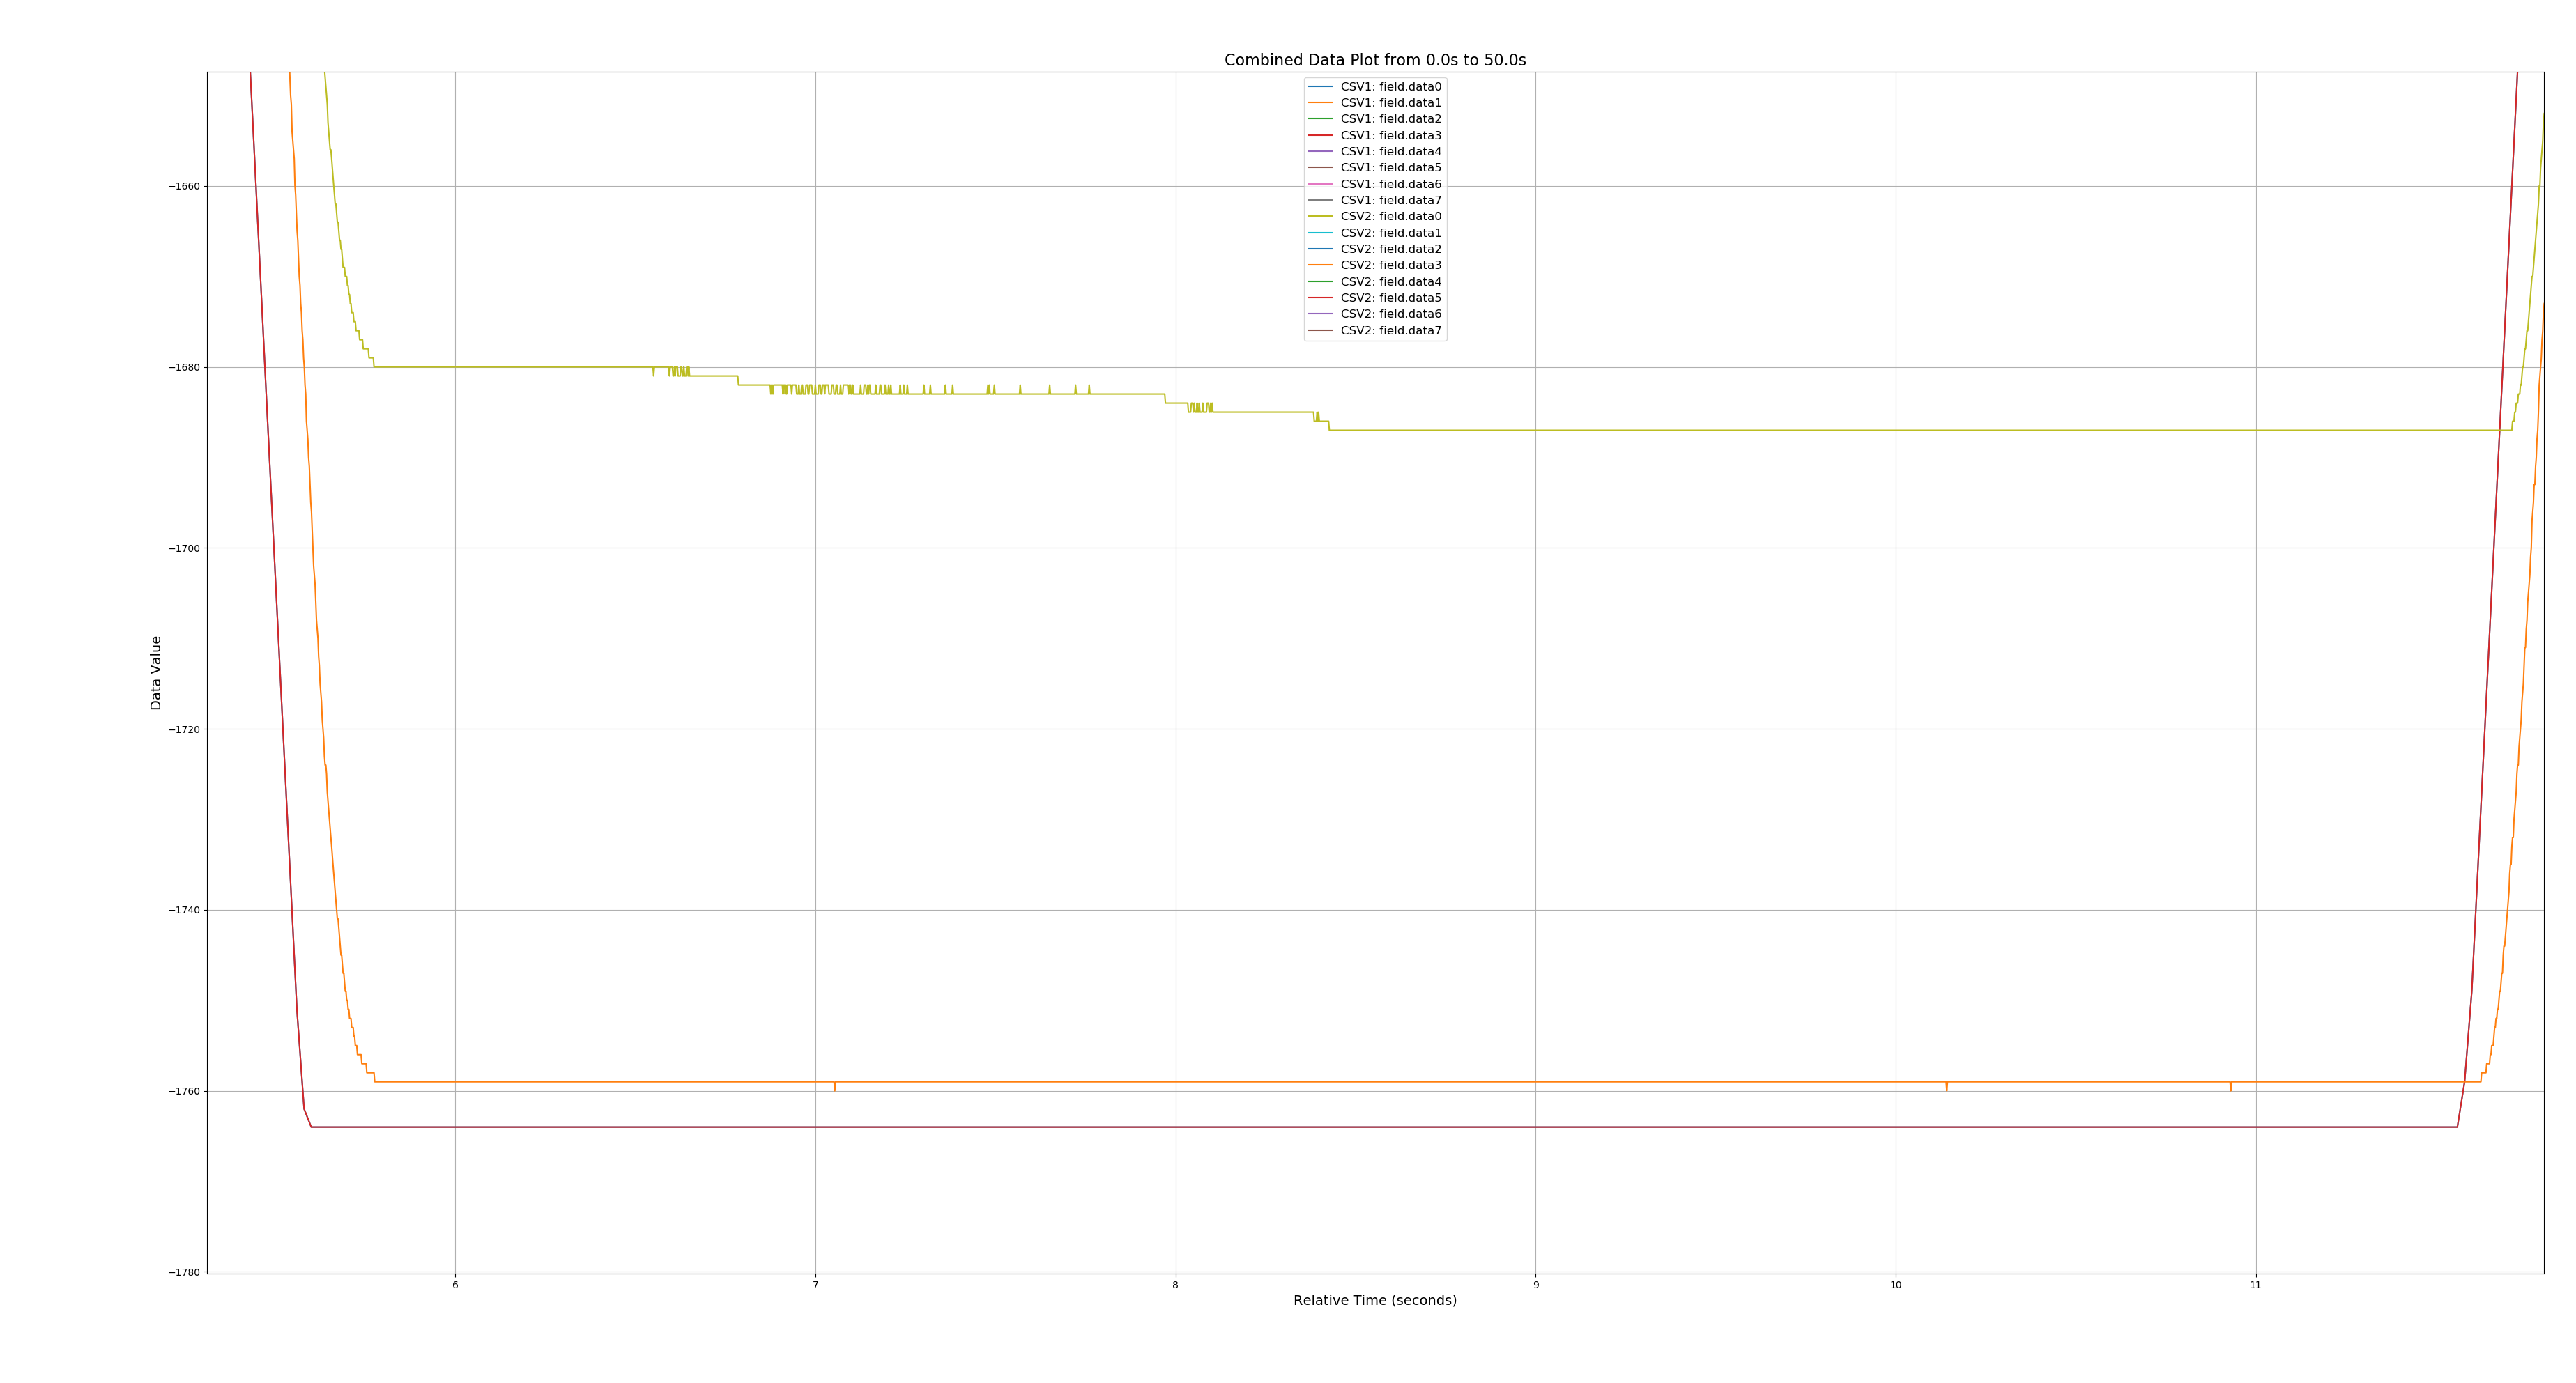 Combined Data Plot from 0.0s to 50.0s
CSV1: field.data0
CSV1: field.data1
CSV1: field.data2
CSV1: field.data3
CSV1: field.data4
CSV1: field.data5
CSV1: field.data6
CSV1: field.data7
CSV2: field.data0
CSV2: field.data1
CSV2: field.data2
CSV2: field.data3
CSV2: field.data4
CSV2: field.data5
CSV2: field.data6
CSV2: field.data7
−1660
−1680
−1700
−1720
−1740
−1760
−1780
Data Value
6 7 8 9 10 11
Relative Time (seconds)